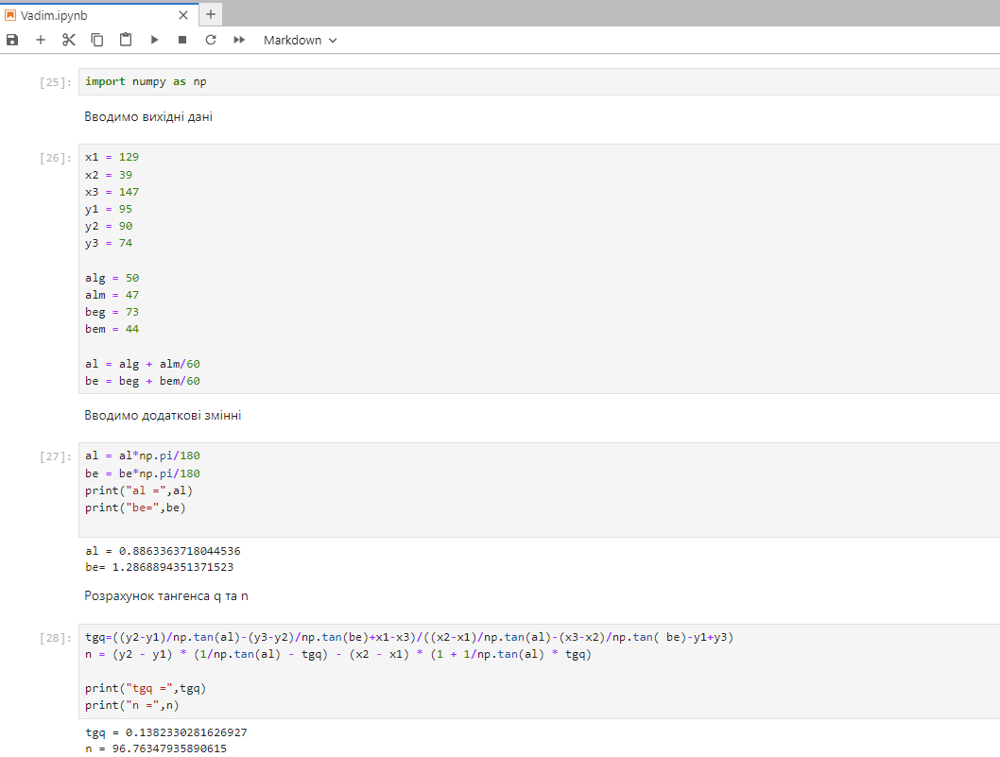 Vadim.ipynb
Markdown
[25]: import numpy as np
Вводимо вихідні дані
[26]: x1 = 129
x2 = 39
x3 = 147
y1 = 95
y2 = 90
y3 = 74
alg = 50
alm = 47
beg = 73
bem = 44
al = alg + alm/60
be = beg + bem/60
Вводимо додаткові змінні
[27]: al = al*np.pi/180
be = be*np.pi/180
print("al =",al)
print("be=",be)
al = 0.8863363718044536
be= 1.2868894351371523
Розрахунок тангенса q та n
[28]: tgq=((y2-y1)/np.tan(al)-(y3-y2)/np.tan(be)+x1-x3)/((x2-x1)/np.tan(al)-(x3-x2)/np.tan( be)-y1+y3)
n = (y2 - y1) * (1/np.tan(al) - tgq) - (x2 - x1) * (1 + 1/np.tan(al) * tgq)
print("tgq =",tgq)
print("n =",n)
tgq = 0.1382330281626927
n = 96.76347935890615